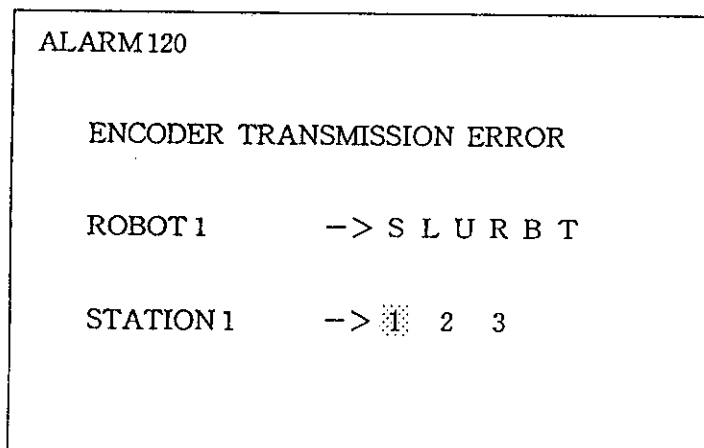 ALARM 120
ENCODER TRANSMISSION ERROR
ROBOT 1 -> S L U R B T
STATION 1 -> 1 2 3